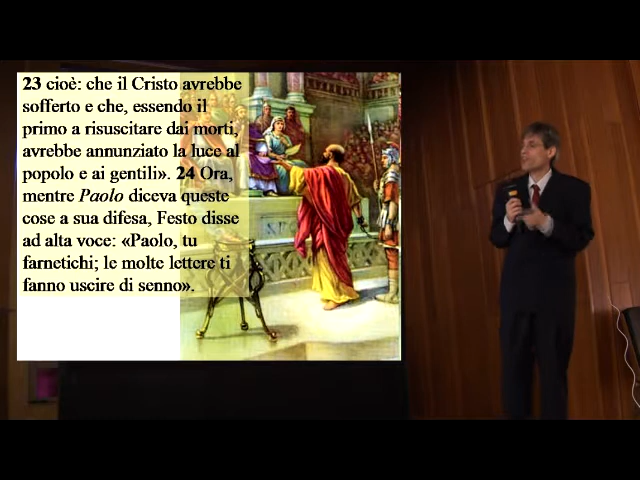 23 cioè: che il Cristo avrebbe
sofferto e che, essendo il
primo a risuscitare dai morti,
avrebbe annunziato la luce al
popolo e ai gentili». 24 Ora,
mentre Paolo diceva queste
cose a sua difesa, Festo disse
ad alta voce: «Paolo, tu
farnetichi; le molte lettere ti
fanno uscire di senno».